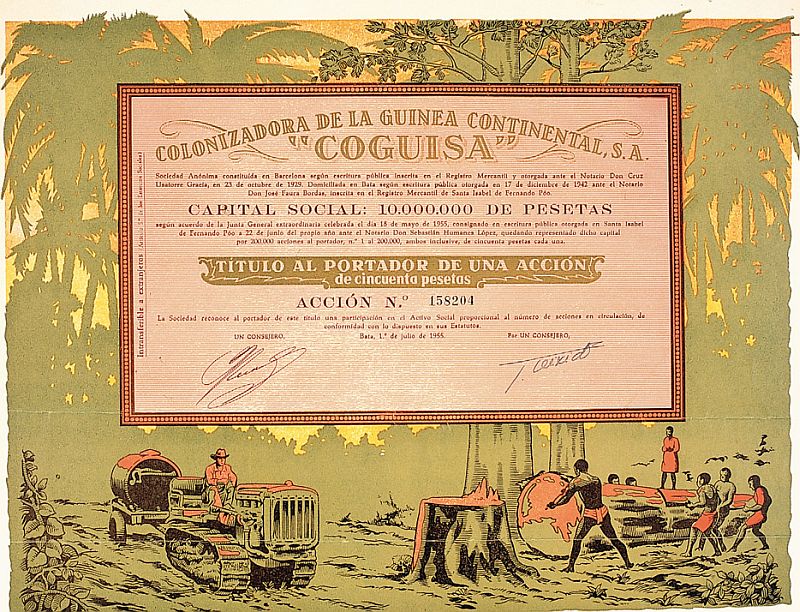 COLONIZADORA DE LA GUINEA CONTINENTAL, S.A.
"COGUISA"
Sociedad Anónima constituída en Barcelona según escritura pública inscrita en el Registro Mercantil y otorgada ante el Notario Don Cruz
Usatorre Gracia, en 23 de octubre de 1929. Domiciliada en Bata según escritura pública otorgada en 17 de diciembre de 1942 ante el Notario
Don José Faura Bordas, inscrita en el Registro Mercantil de Santa Isabel de Fernando Póo.
CAPITAL SOCIAL: 10.000.000 DE PESETAS
según acuerdo de la Junta General extraordinaria celebrada el día 18 de mayo de 1955, consignado en escritura pública otorgada en Santa Isabel
de Fernando Póo a 22 de junio del propio año ante el Notario Don Sebastián Humanes López, quedando representado dicho capital
por 200,000 acciones al portador, n.º 1 al 200,000, ambos inclusive, de cincuenta pesetas cada una.
TÍTULO AL PORTADOR DE UNA ACCIÓN
de cincuenta pesetas
ACCIÓN N.º 158204
La Sociedad reconoce al portador de este título una participación en el Activo Social proporcional al número de acciones en circulación, de
conformidad con lo dispuesto en sus Estatutos.
UN CONSEJERO, Bata, 1.º de julio de 1955. Por UN CONSEJERO,
Intransferible a extranjeros